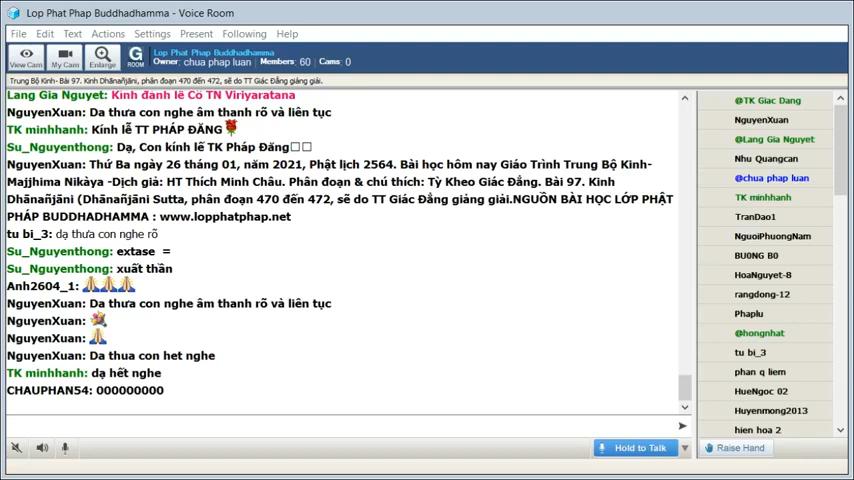 Lop Phat Phap Buddhadhamma - Voice Room
File Edit Text Actions Settings Present Following Help
View Cam My Cam Enlarge G ROOM
Lop Phat Phap Buddhadhamma
Owner: chua phap luan Members: 60 Cams: 0
Trung Bộ Kinh- Bài 97. Kinh Dhānañjāni, phân đoạn 470 đến 472, sẽ do TT Giác Đẳng giảng giải.
Lang Gia Nguyet: Kính đảnh lễ Cô TN Viriyaratana
NguyenXuan: Da thưa con nghe âm thanh rõ và liên tục
TK minhhanh: Kính lễ TT PHÁP ĐĂNG
Su_Nguyenthong: Dạ, Con kính lễ TK Pháp Đăng□□
NguyenXuan: Thứ Ba ngày 26 tháng 01, năm 2021, Phật lịch 2564. Bài học hôm nay Giáo Trình Trung Bộ Kinh-
Majjhima Nikàya -Dịch giả: HT Thích Minh Châu. Phân đoạn & chú thích: Tỳ Kheo Giác Đẳng. Bài 97. Kinh
Dhānañjāni (Dhānañjāni Sutta, phân đoạn 470 đến 472, sẽ do TT Giác Đẳng giảng giải.NGUỒN BÀI HỌC LỚP PHẬT
PHÁP BUDDHADHAMMA : www.lopphatphap.net
tu bi_3: dạ thưa con nghe rõ
Su_Nguyenthong: extase =
Su_Nguyenthong: xuất thần
Anh2604_1:
NguyenXuan: Da thưa con nghe âm thanh rõ và liên tục
NguyenXuan:
NguyenXuan:
NguyenXuan: Da thua con het nghe
TK minhhanh: dạ hết nghe
CHAUPHAN54: 000000000
@TK Giac Dang
NguyenXuan
@Lang Gia Nguyet
Nhu Quangcan
@chua phap luan
TK minhhanh
TranDao1
NguoiPhuongNam
BU0NG B0
HoaNguyet-8
rangdong-12
Phaplu
@hongnhat
tu bi_3
phan q liem
HueNgoc 02
Huyenmong2013
hien hoa 2
Hold to Talk
Raise Hand